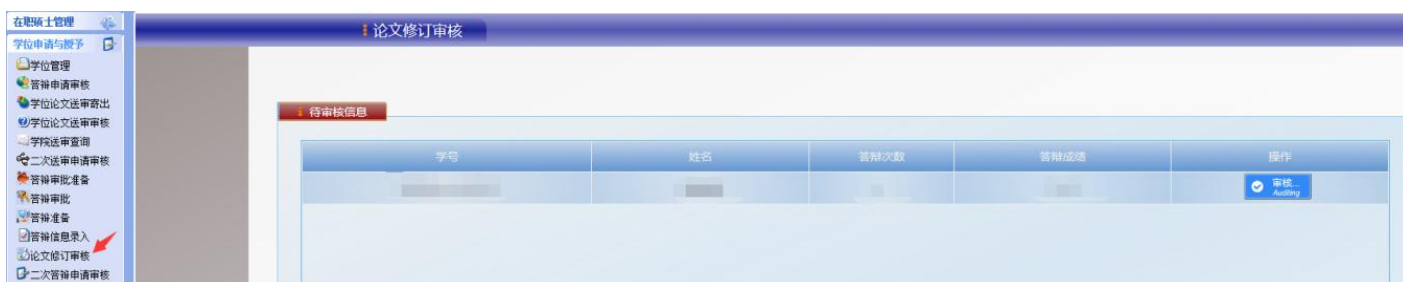 在职硕士管理
学位申请与授予
学位管理
答辩申请审核
学位论文送审寄出
学位论文送审审核
学院送审查询
二次送审申请审核
答辩审批准备
答辩审批
答辩准备
答辩信息录入
论文修订审核
二次答辩申请审核
论文修订审核
待审核信息
学号 姓名 答辩次数 答辩成绩 操作
审核...
Auditing